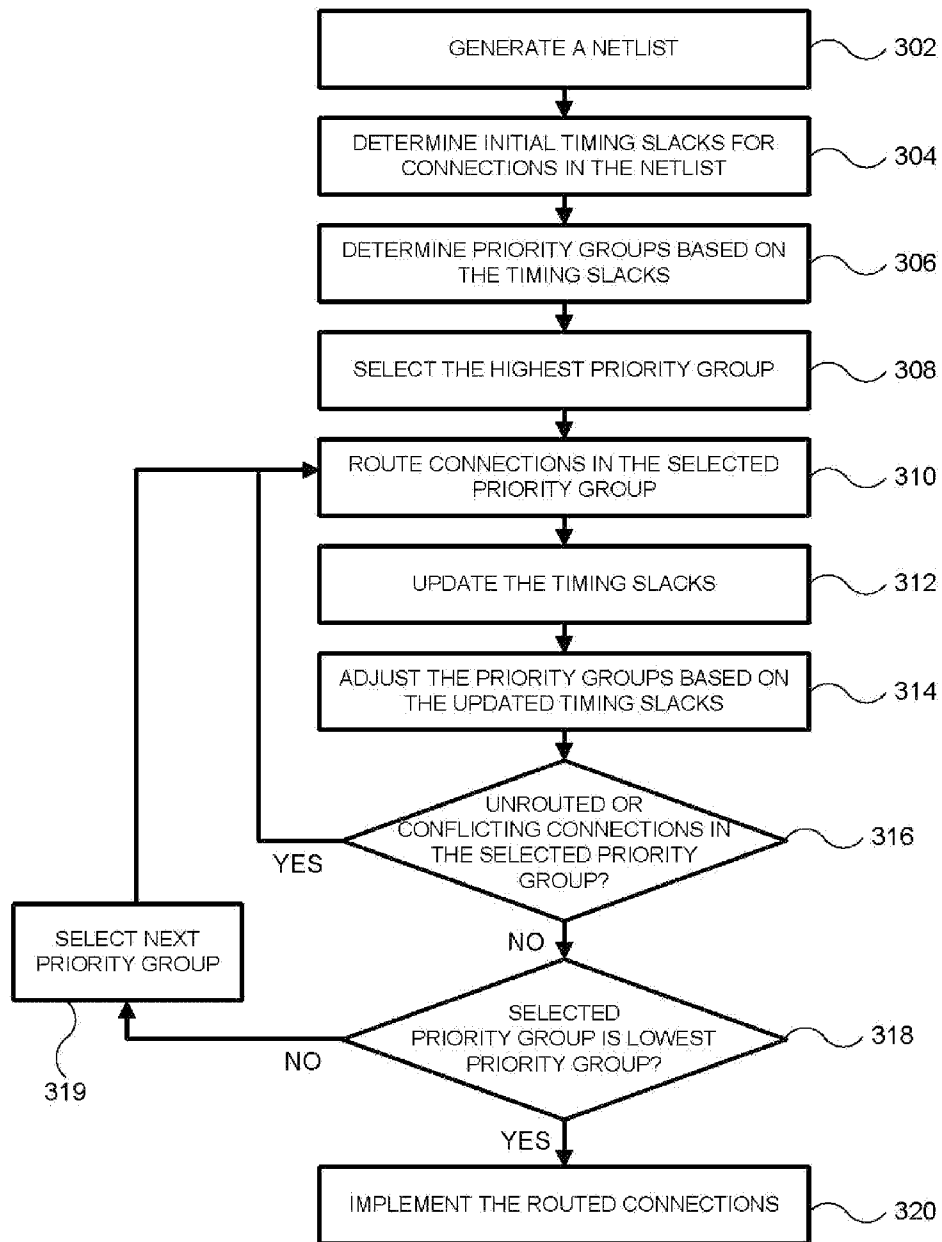 GENERATE A NETLIST
302
DETERMINE INITIAL TIMING SLACKS FOR
CONNECTIONS IN THE NETLIST
304
DETERMINE PRIORITY GROUPS BASED ON
THE TIMING SLACKS
306
SELECT THE HIGHEST PRIORITY GROUP
308
ROUTE CONNECTIONS IN THE SELECTED
PRIORITY GROUP
310
UPDATE THE TIMING SLACKS
312
ADJUST THE PRIORITY GROUPS BASED ON
THE UPDATED TIMING SLACKS
314
UNROUTED OR
CONFLICTING CONNECTIONS IN
THE SELECTED PRIORITY
GROUP?
316
YES
NO
SELECT NEXT
PRIORITY GROUP
319
SELECTED
PRIORITY GROUP IS LOWEST
PRIORITY GROUP?
318
NO
YES
IMPLEMENT THE ROUTED CONNECTIONS
320